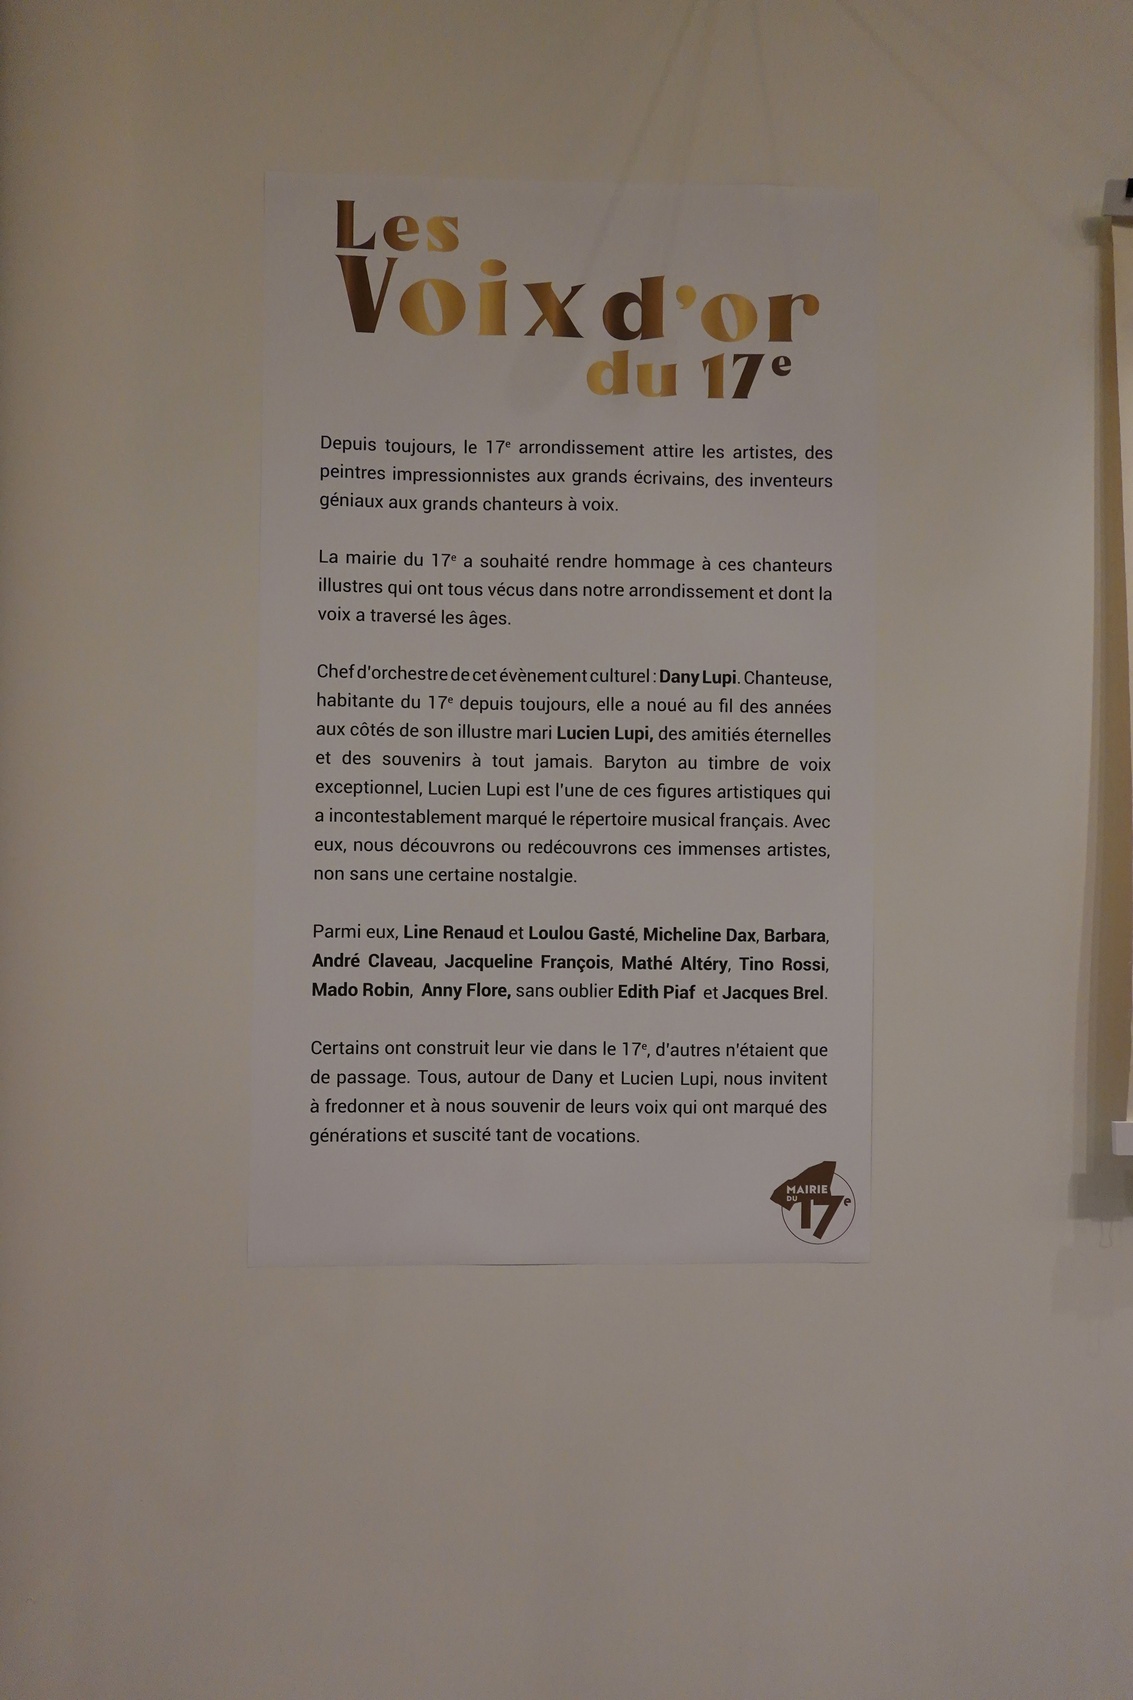 Les
Voix d'or
du 17e
Depuis toujours, le 17e arrondissement attire les artistes, des
peintres impressionnistes aux grands écrivains, des inventeurs
géniaux aux grands chanteurs à voix.
La mairie du 17e a souhaité rendre hommage à ces chanteurs
illustres qui ont tous vécus dans notre arrondissement et dont la
voix a traversé les âges.
Chef d'orchestre de cet évènement culturel : Dany Lupi. Chanteuse,
habitante du 17e depuis toujours, elle a noué au fil des années
aux côtés de son illustre mari Lucien Lupi, des amitiés éternelles
et des souvenirs à tout jamais. Baryton au timbre de voix
exceptionnel, Lucien Lupi est l'une de ces figures artistiques qui
a incontestablement marqué le répertoire musical français. Avec
eux, nous découvrons ou redécouvrons ces immenses artistes,
non sans une certaine nostalgie.
Parmi eux, Line Renaud et Loulou Gasté, Micheline Dax, Barbara,
André Claveau, Jacqueline François, Mathé Altéry, Tino Rossi,
Mado Robin, Anny Flore, sans oublier Edith Piaf et Jacques Brel.
Certains ont construit leur vie dans le 17e, d'autres n'étaient que
de passage. Tous, autour de Dany et Lucien Lupi, nous invitent
à fredonner et à nous souvenir de leurs voix qui ont marqué des
générations et suscité tant de vocations.
MAIRIE
DU
17e